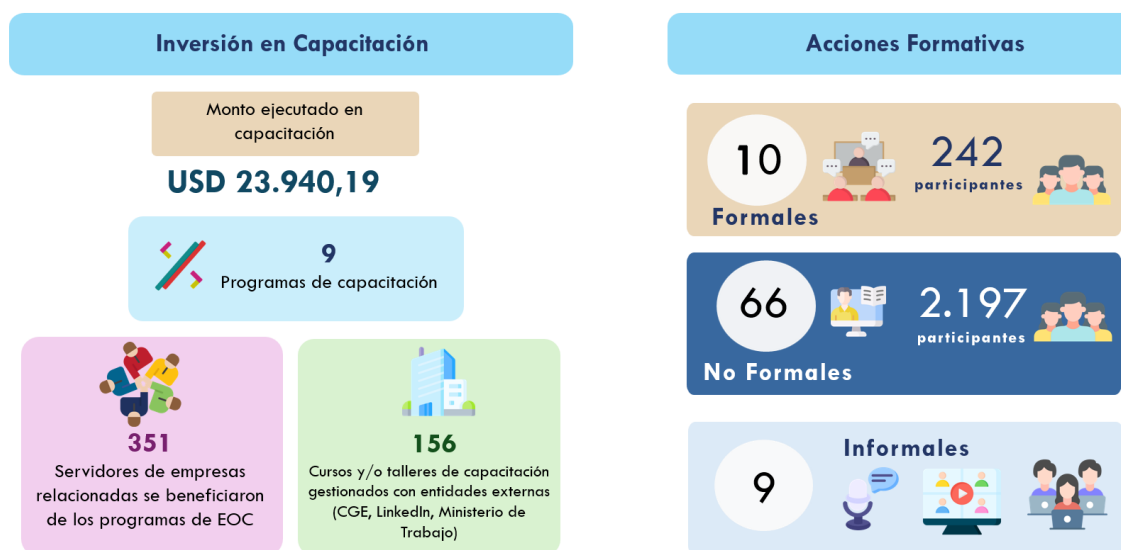 Inversión en Capacitación
Monto ejecutado en
capacitación
USD 23.940,19
9
Programas de capacitación
351
Servidores de empresas
relacionadas se beneficiaron
de los programas de EOC
156
Cursos y/o talleres de capacitación
gestionados con entidades externas
(CGE, LinkedIn, Ministerio de
Trabajo)
Acciones Formativas
10
Formales
242
participantes
66
No Formales
2.197
participantes
Informales
9